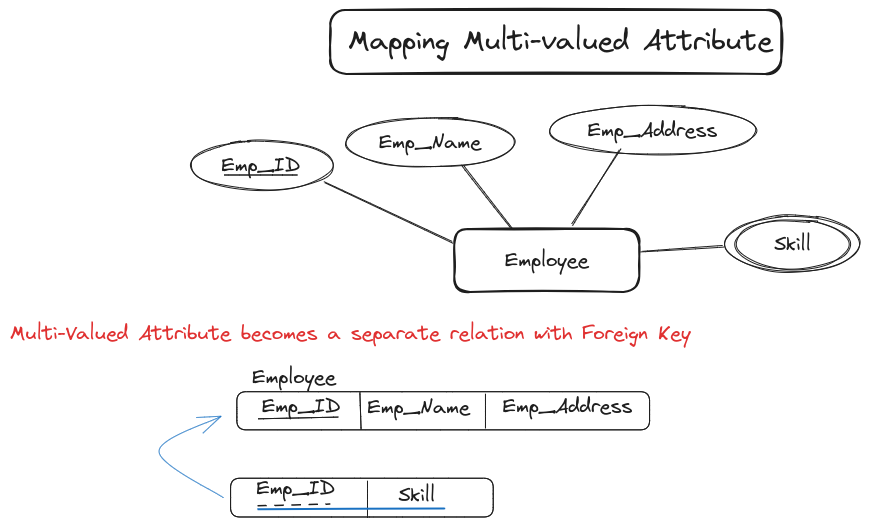 Mapping Multi-valued Attribute
Emp_ID
Emp_Name
Emp_Address
Skill
Employee
Multi-Valued Attribute becomes a separate relation with Foreign Key
Employee
Emp_ID Emp_Name Emp_Address
Emp_ID Skill